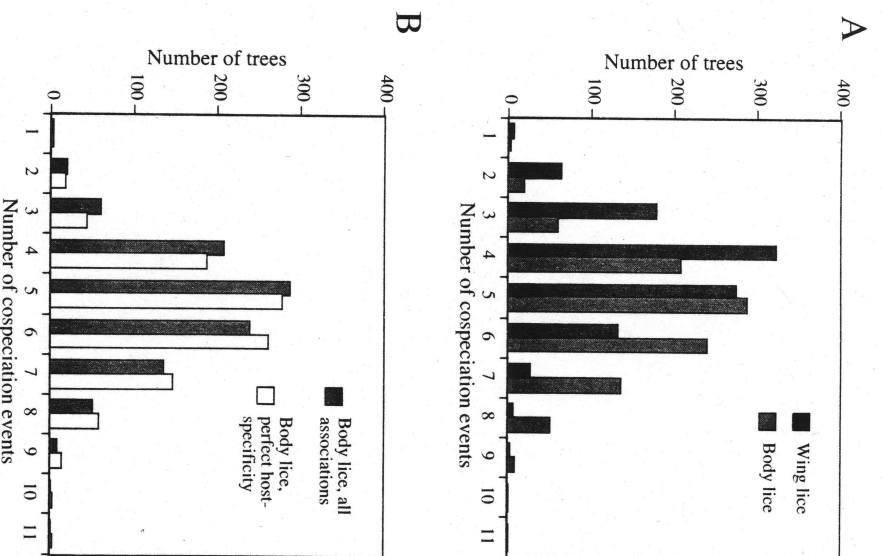 A
Number of trees
400
300
200
100
0
Wing lice
Body lice
1 2 3 4 5 6 7 8 9 10 11
Number of cospeciation events
B
Number of trees
400
300
200
100
0
Body lice, all
associations
Body lice,
perfect host-
specificity
1 2 3 4 5 6 7 8 9 10 11
Number of cospeciation events